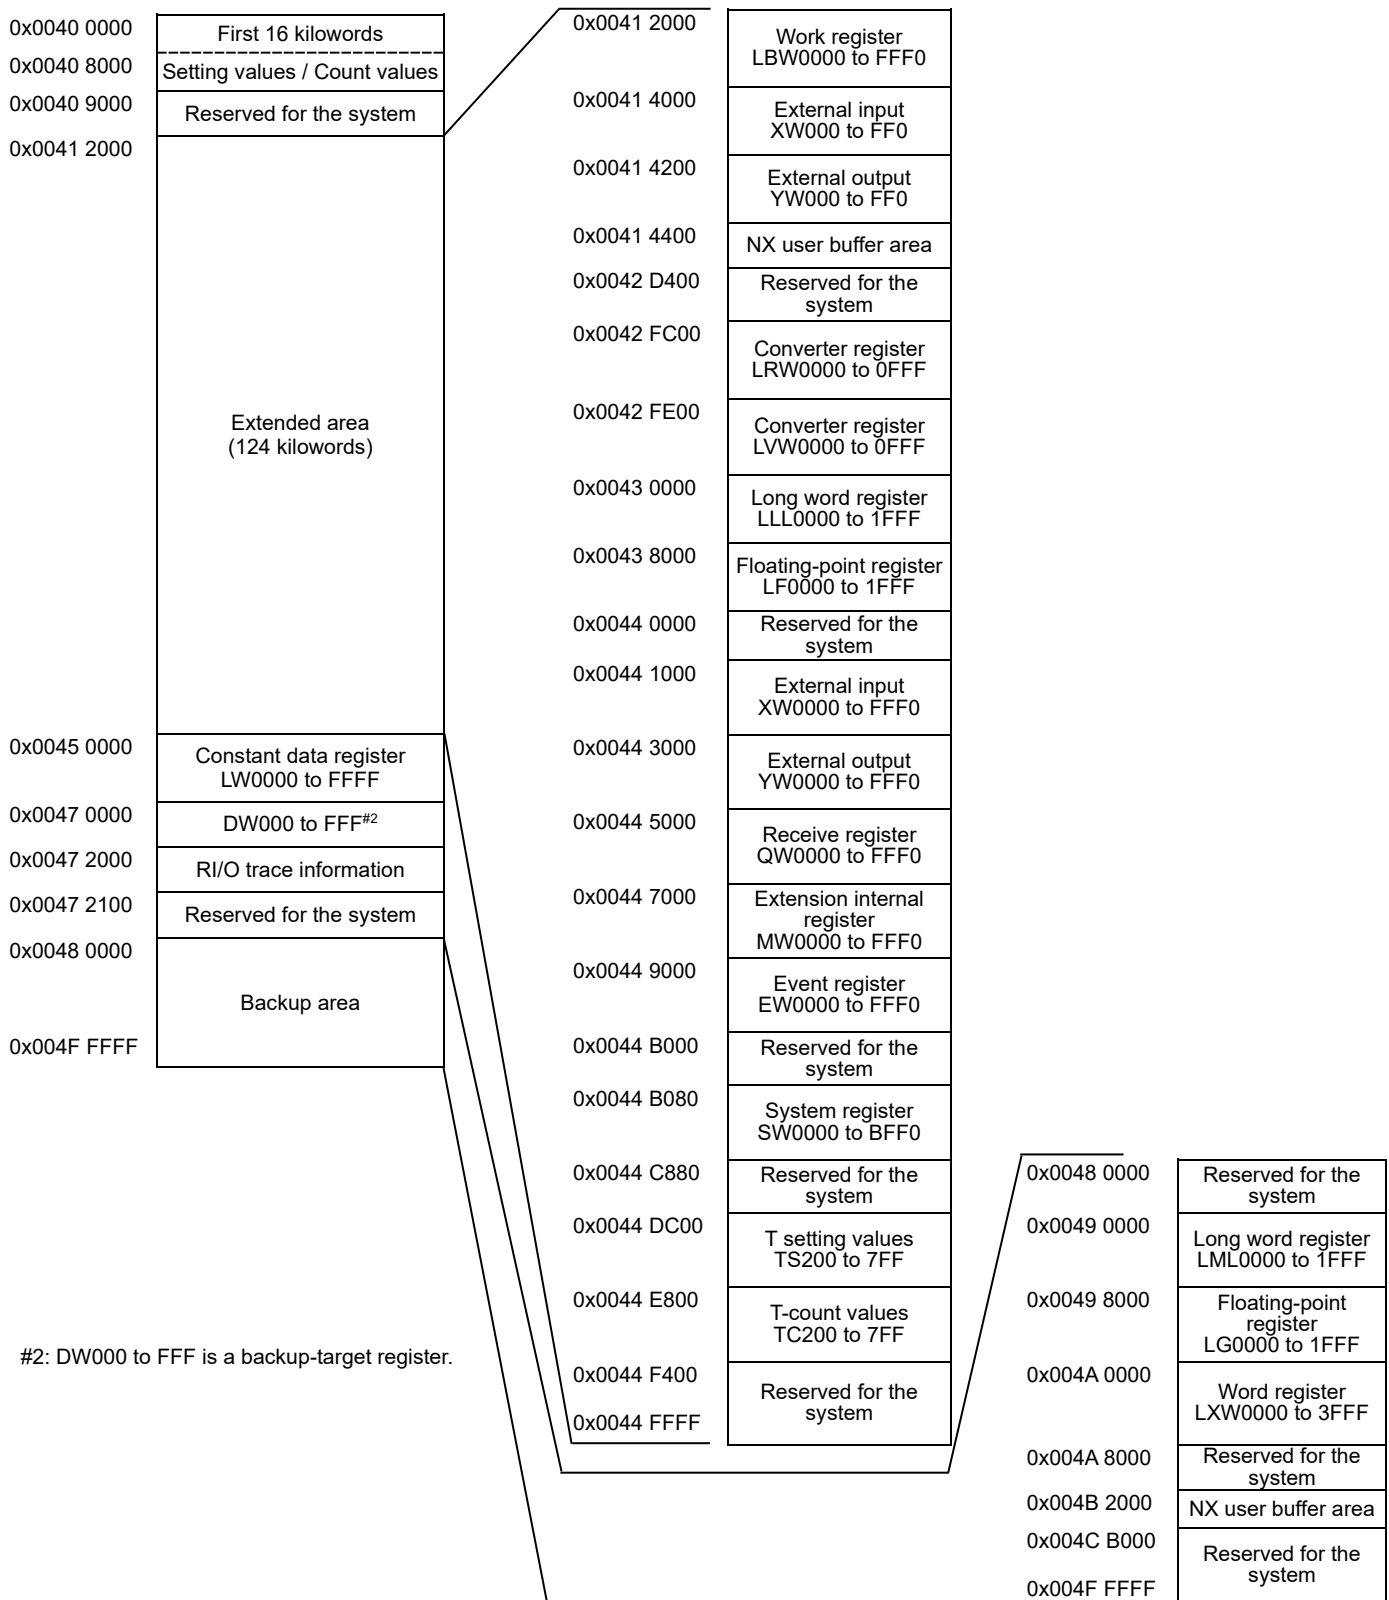 0x0040 0000
First 16 kilowords
0x0040 8000
Setting values / Count values
0x0040 9000
Reserved for the system
0x0041 2000
Extended area
(124 kilowords)
0x0045 0000
Constant data register
LW0000 to FFFF
0x0047 0000
DW000 to FFF#2
0x0047 2000
RI/O trace information
0x0047 2100
Reserved for the system
0x0048 0000
Backup area
0x004F FFFF
#2: DW000 to FFF is a backup-target register.
0x0041 2000
Work register
LBW0000 to FFF0
0x0041 4000
External input
XW000 to FF0
0x0041 4200
External output
YW000 to FF0
0x0041 4400
NX user buffer area
0x0042 D400
Reserved for the
system
0x0042 FC00
Converter register
LRW0000 to 0FFF
0x0042 FE00
Converter register
LVW0000 to 0FFF
0x0043 0000
Long word register
LLL0000 to 1FFF
0x0043 8000
Floating-point register
LF0000 to 1FFF
0x0044 0000
Reserved for the
system
0x0044 1000
External input
XW0000 to FFF0
0x0044 3000
External output
YW0000 to FFF0
0x0044 5000
Receive register
QW0000 to FFF0
0x0044 7000
Extension internal
register
MW0000 to FFF0
0x0044 9000
Event register
EW0000 to FFF0
0x0044 B000
Reserved for the
system
0x0044 B080
System register
SW0000 to BFF0
0x0044 C880
Reserved for the
system
0x0044 DC00
T setting values
TS200 to 7FF
0x0044 E800
T-count values
TC200 to 7FF
0x0044 F400
Reserved for the
system
0x0044 FFFF
0x0048 0000
Reserved for the
system
0x0049 0000
Long word register
LML0000 to 1FFF
0x0049 8000
Floating-point
register
LG0000 to 1FFF
0x004A 0000
Word register
LXW0000 to 3FFF
0x004A 8000
Reserved for the
system
0x004B 2000
NX user buffer area
0x004C B000
Reserved for the
system
0x004F FFFF